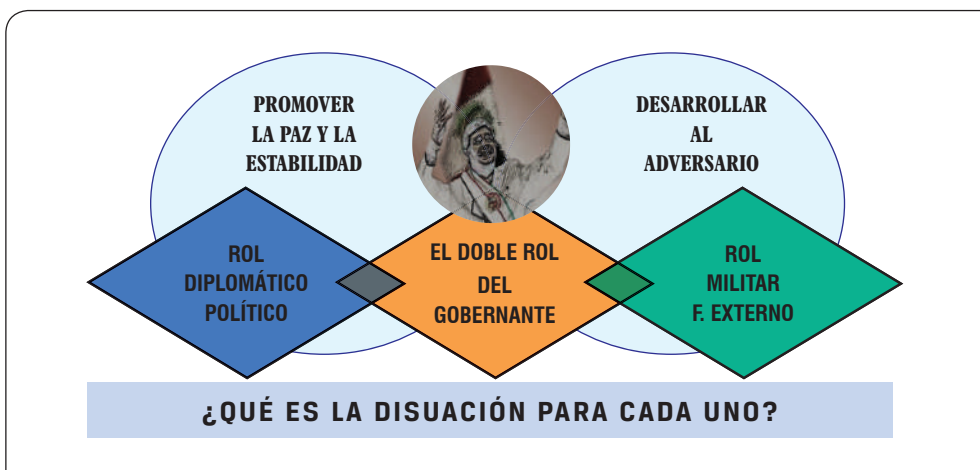 PROMOVER
LA PAZ Y LA
ESTABILIDAD
DESARROLLAR
AL
ADVERSARIO
ROL
DIPLOMÁTICO
POLÍTICO
EL DOBLE ROL
DEL
GOBERNANTE
ROL
MILITAR
F. EXTERNO
¿QUÉ ES LA DISUACIÓN PARA CADA UNO?